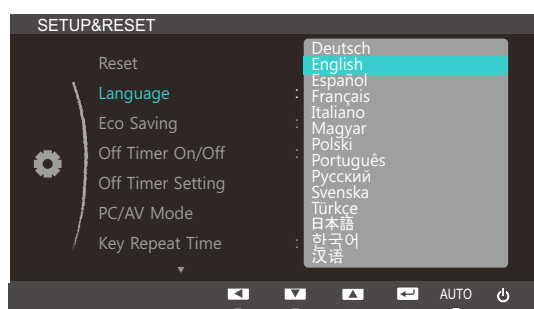 SETUP&RESET
Reset
Language :
Eco Saving :
Off Timer On/Off :
Off Timer Setting
PC/AV Mode
Key Repeat Time :
Deutsch
English
Español
Français
Italiano
Magyar
Polski
Português
Русский
Svenska
Türkçe
日本語
한국어
汉语
AUTO